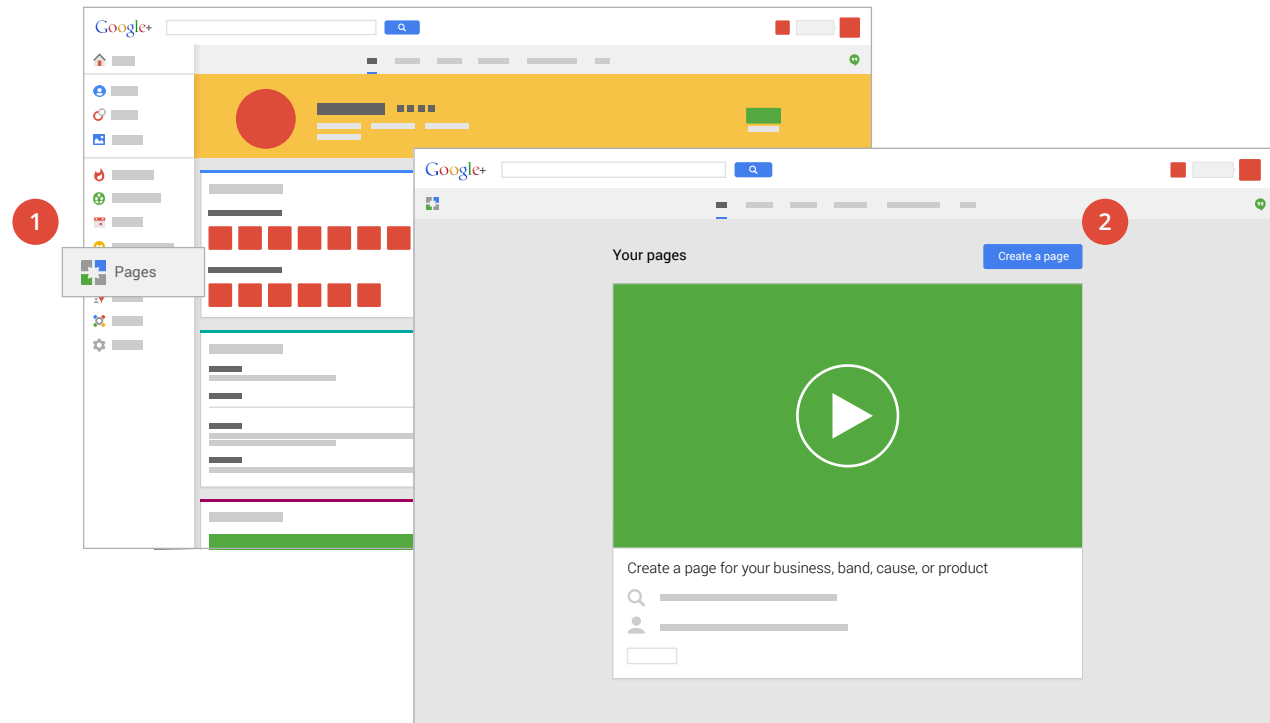 Google+
1
Pages
Google+
2
Your pages
Create a page
Create a page for your business, band, cause, or product